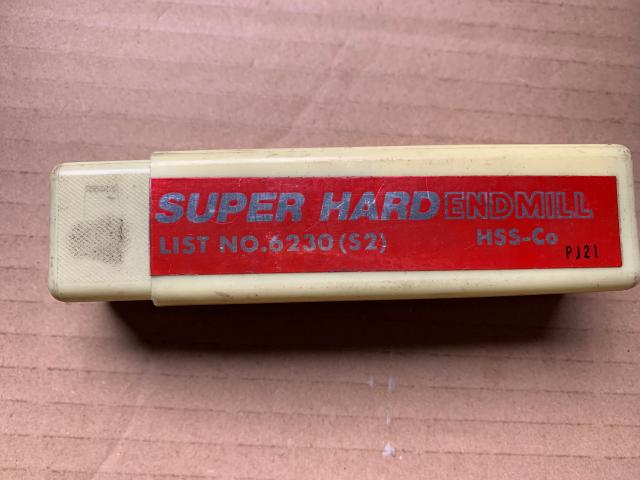 SUPER HARD ENDMILL
LIST NO.6230(S2) HSS-Co
PJ21